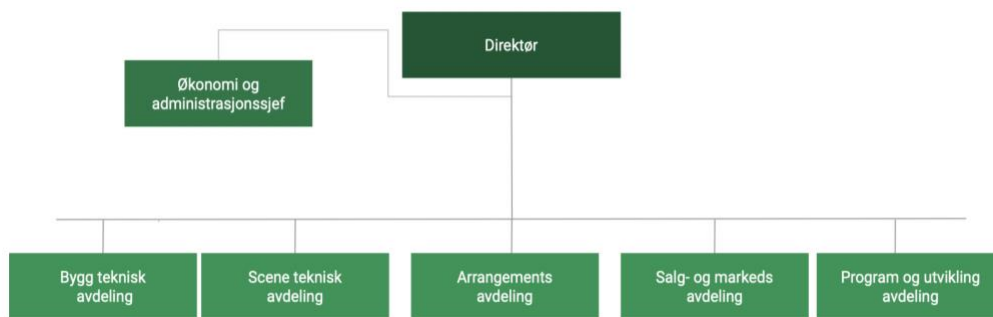 Direktør
Økonomi og
administrasjonssjef
Bygg teknisk
avdeling
Scene teknisk
avdeling
Arrangements
avdeling
Salg- og markeds
avdeling
Program og utvikling
avdeling